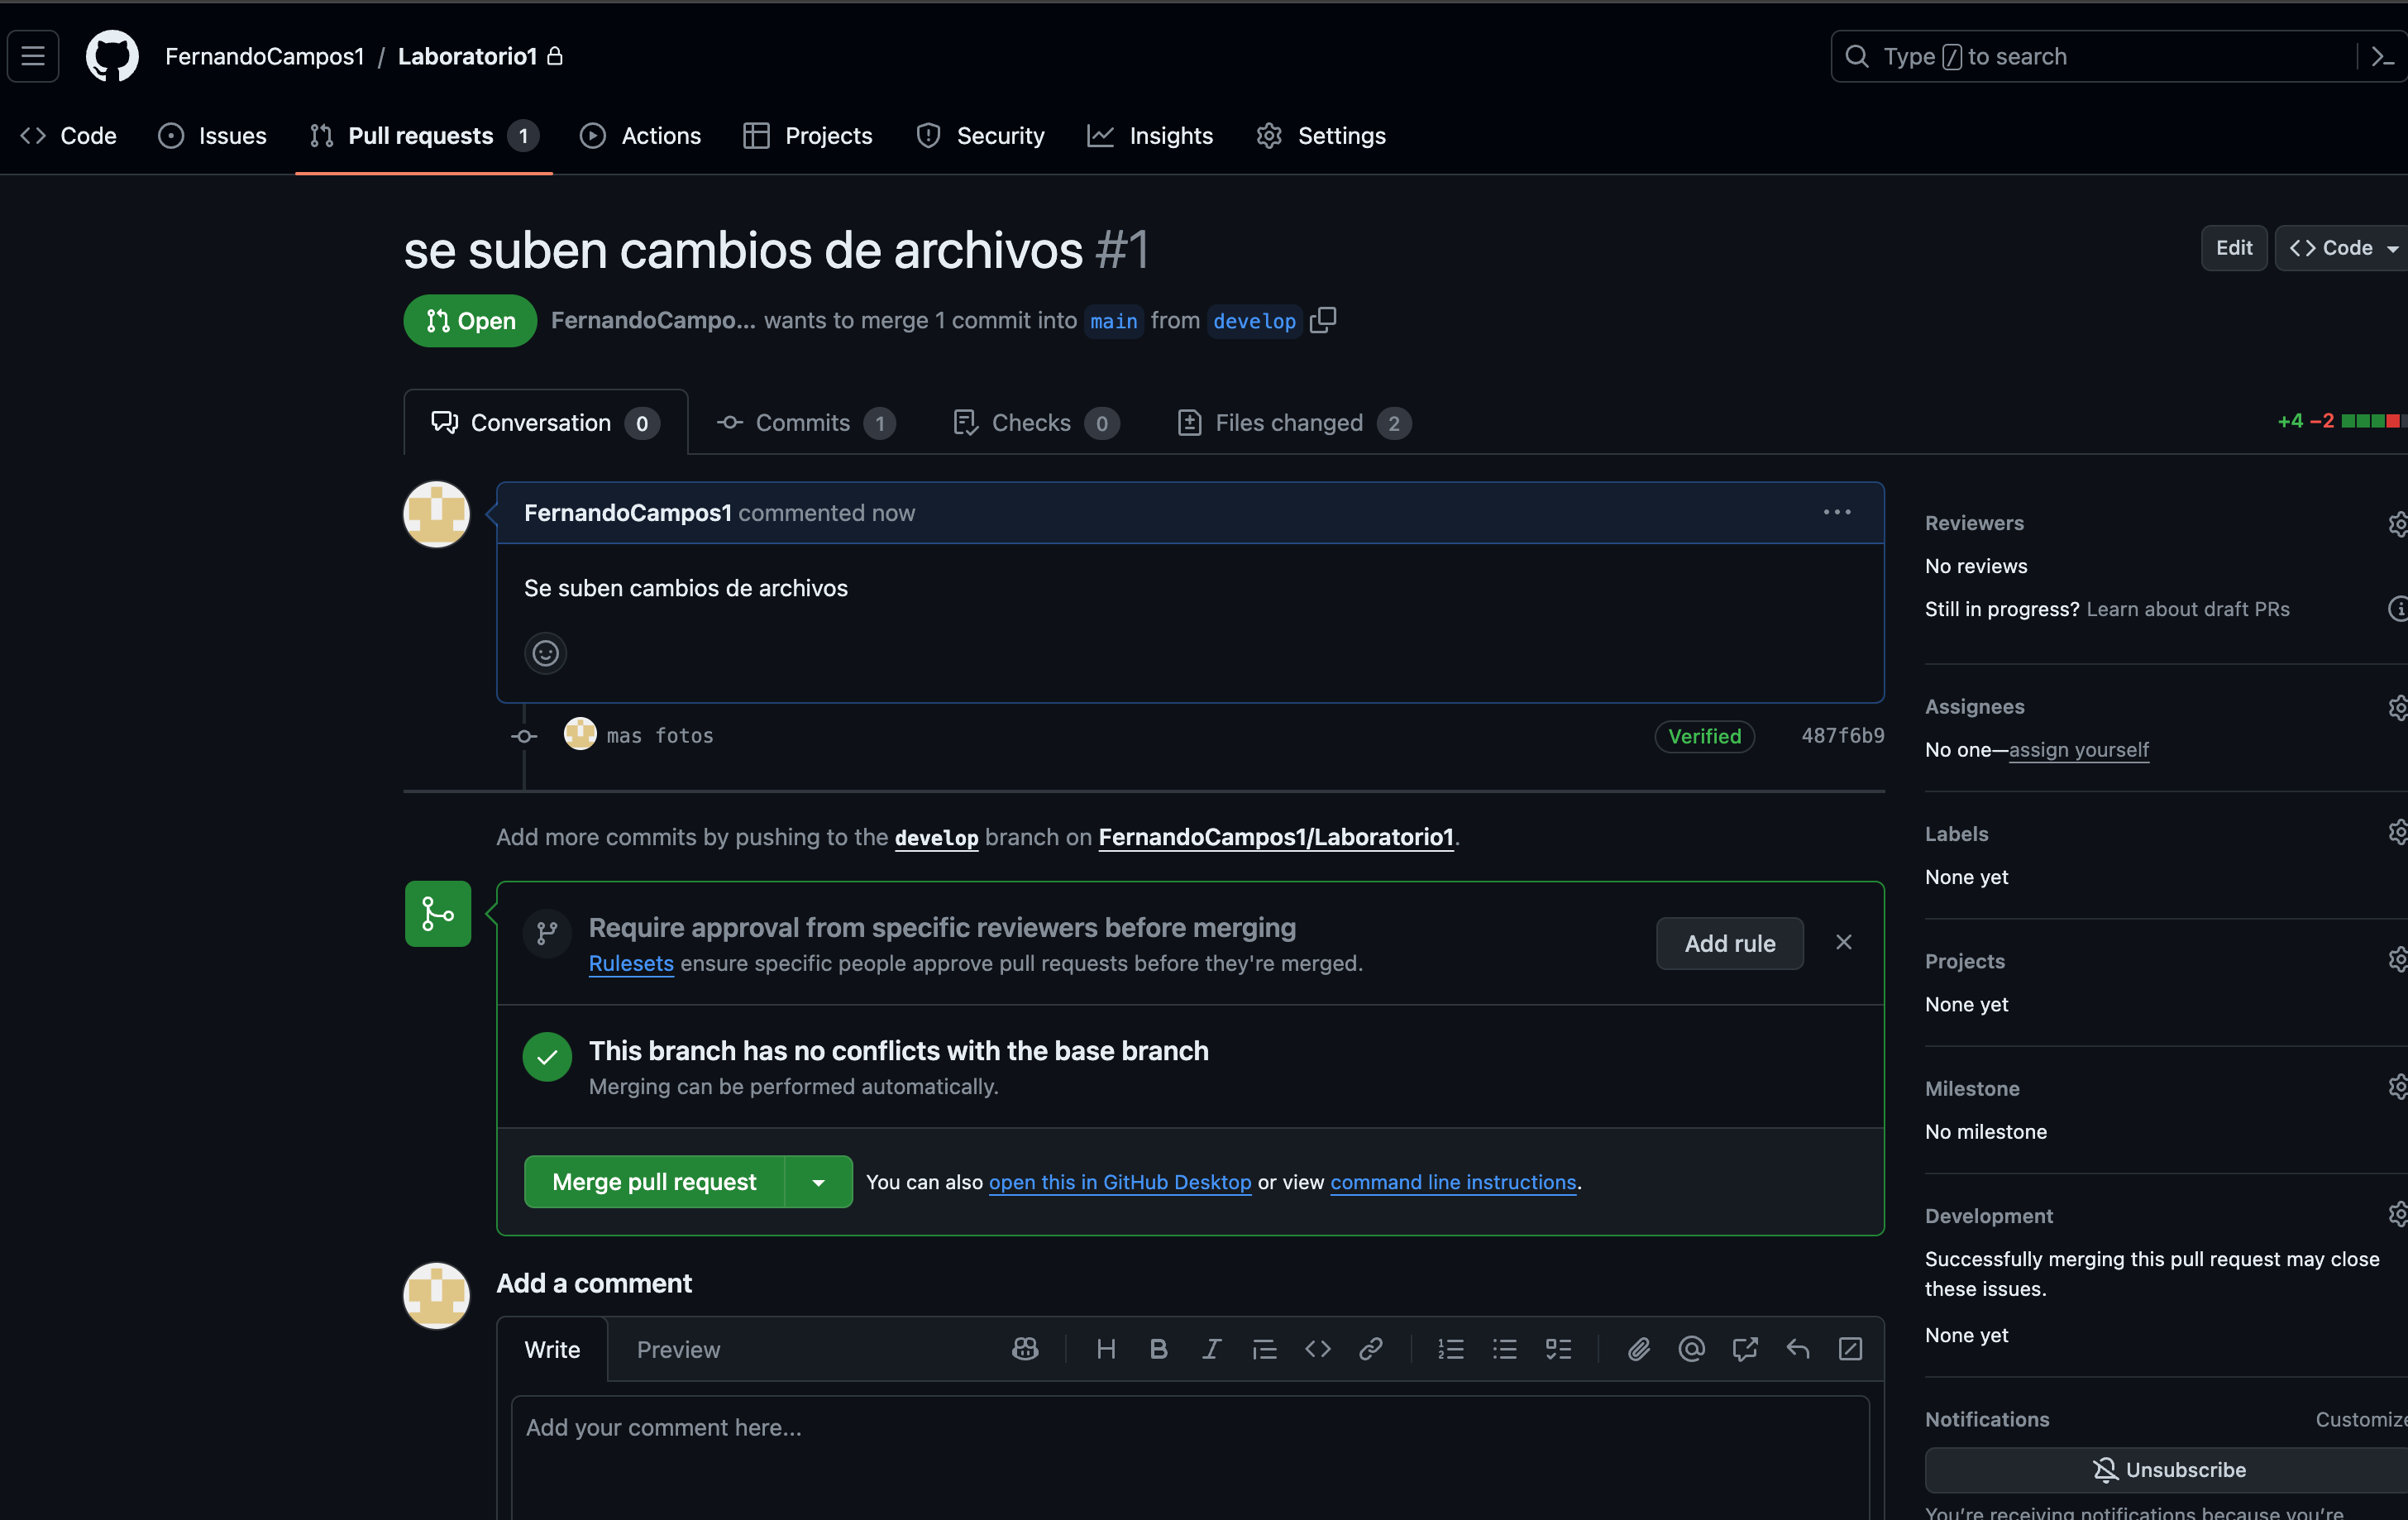 FernandoCampos1 / Laboratorio1
Type / to search
Code
Issues
Pull requests 1
Actions
Projects
Security
Insights
Settings
se suben cambios de archivos #1
Edit
Code
Open
FernandoCampo... wants to merge 1 commit into main from develop
Conversation 0
Commits 1
Checks 0
Files changed 2
+4 −2
FernandoCampos1 commented now
Se suben cambios de archivos
mas fotos
Verified
487f6b9
Add more commits by pushing to the develop branch on FernandoCampos1/Laboratorio1.
Require approval from specific reviewers before merging
Rulesets ensure specific people approve pull requests before they're merged.
Add rule
This branch has no conflicts with the base branch
Merging can be performed automatically.
Merge pull request
You can also open this in GitHub Desktop or view command line instructions.
Add a comment
Write
Preview
Add your comment here...
Reviewers
No reviews
Still in progress? Learn about draft PRs
Assignees
No one—assign yourself
Labels
None yet
Projects
None yet
Milestone
No milestone
Development
Successfully merging this pull request may close
these issues.
None yet
Notifications
Customize
Unsubscribe
You're receiving notifications because you're